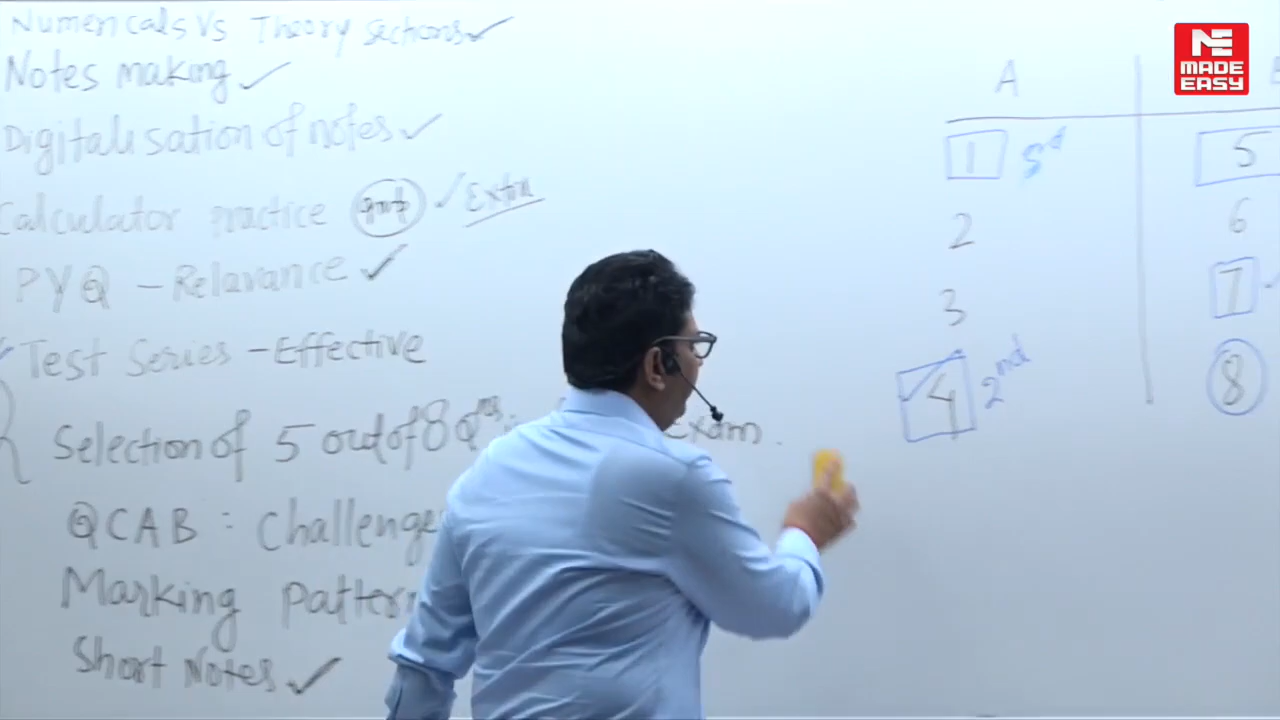 Numericals Vs Theory sections ✓
Notes making ✓
Digitalisation of notes ✓
Calculator practice ✓ Extra
PYQ - Relavance ✓
Test Series - Effective
Selection of 5 out of 8 Qns. Exam.
QCAB : Challenge
Marking pattern
Short Notes ✓
A
1
5
2
6
3
7
4 2nd
8
ME
MADE
EASY